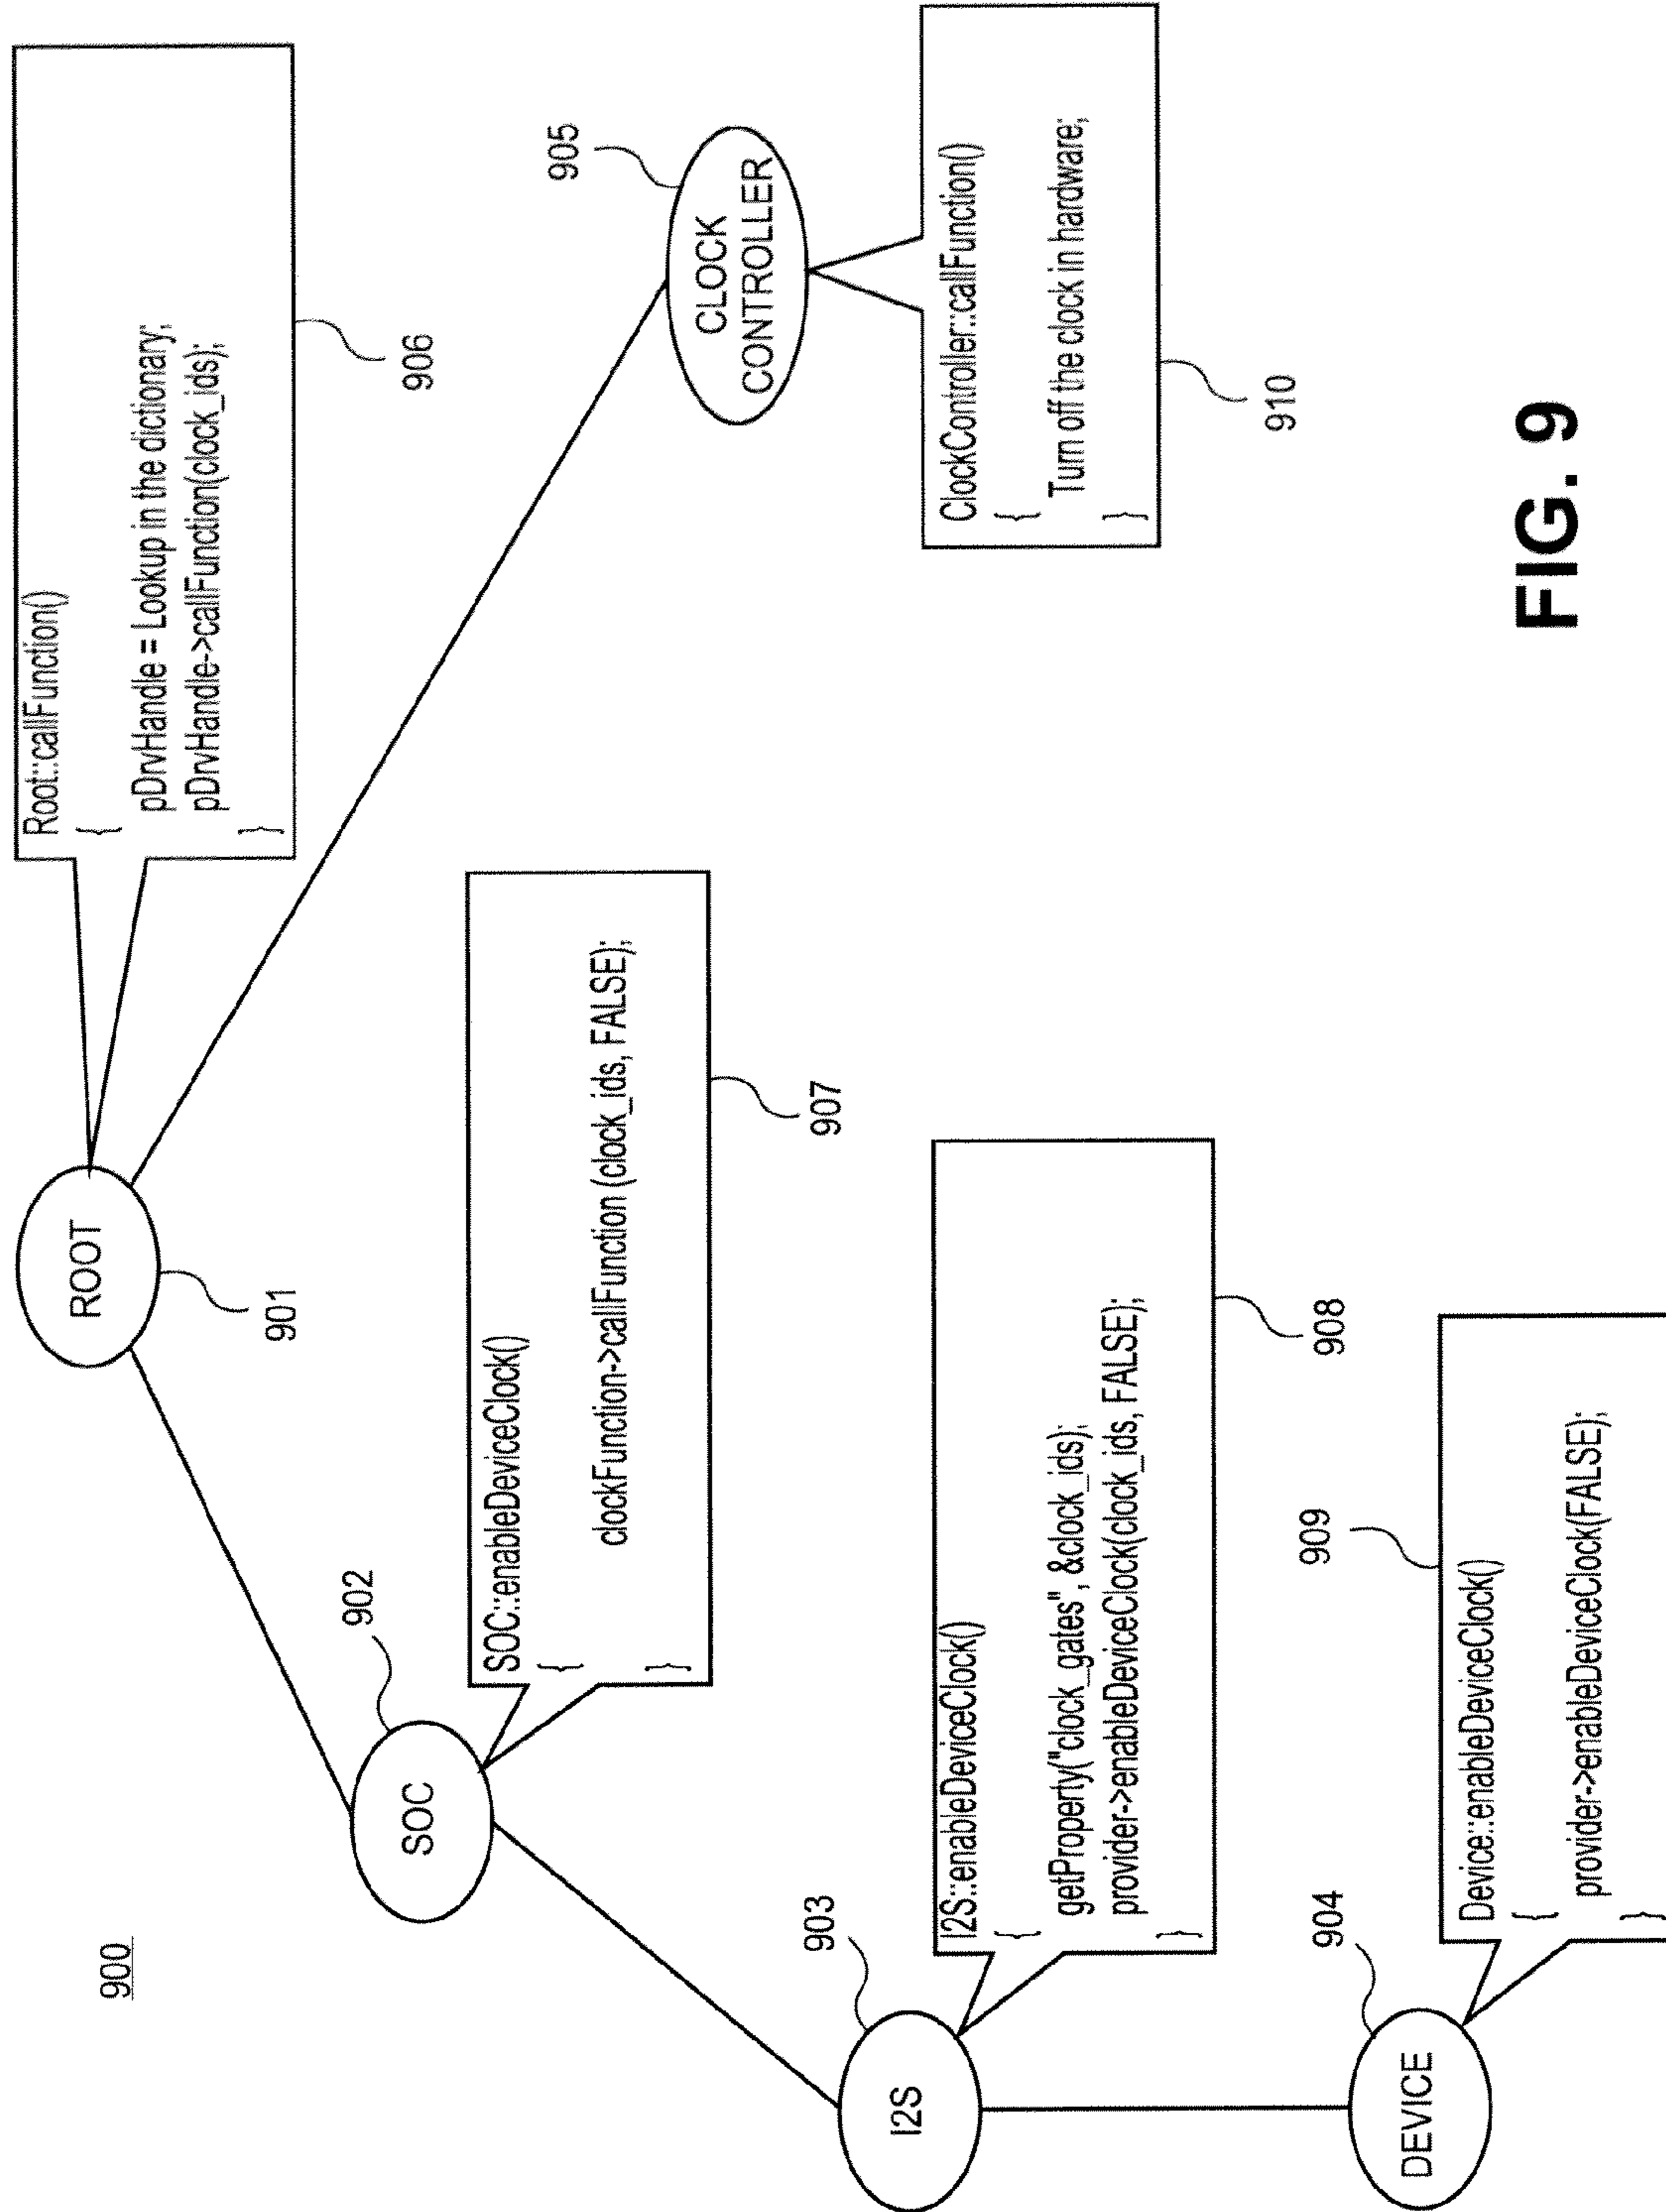 900
ROOT
901
Root::callFunction()
{
pDrvHandle = Lookup in the dictionary;
pDrvHandle->callFunction(clock_ids);
}
906
SOC
902
SOC::enableDeviceClock()
{
clockFunction->callFunction (clock_ids, FALSE);
}
907
CLOCK
CONTROLLER
905
ClockController::callFunction()
{
Turn off the clock in hardware;
}
910
I2S
903
I2S::enableDeviceClock()
{
getProperty("clock_gates", &clock_ids);
provider->enableDeviceClock(clock_ids, FALSE);
}
908
DEVICE
904
Device::enableDeviceClock()
{
provider->enableDeviceClock(FALSE);
}
909
FIG. 9